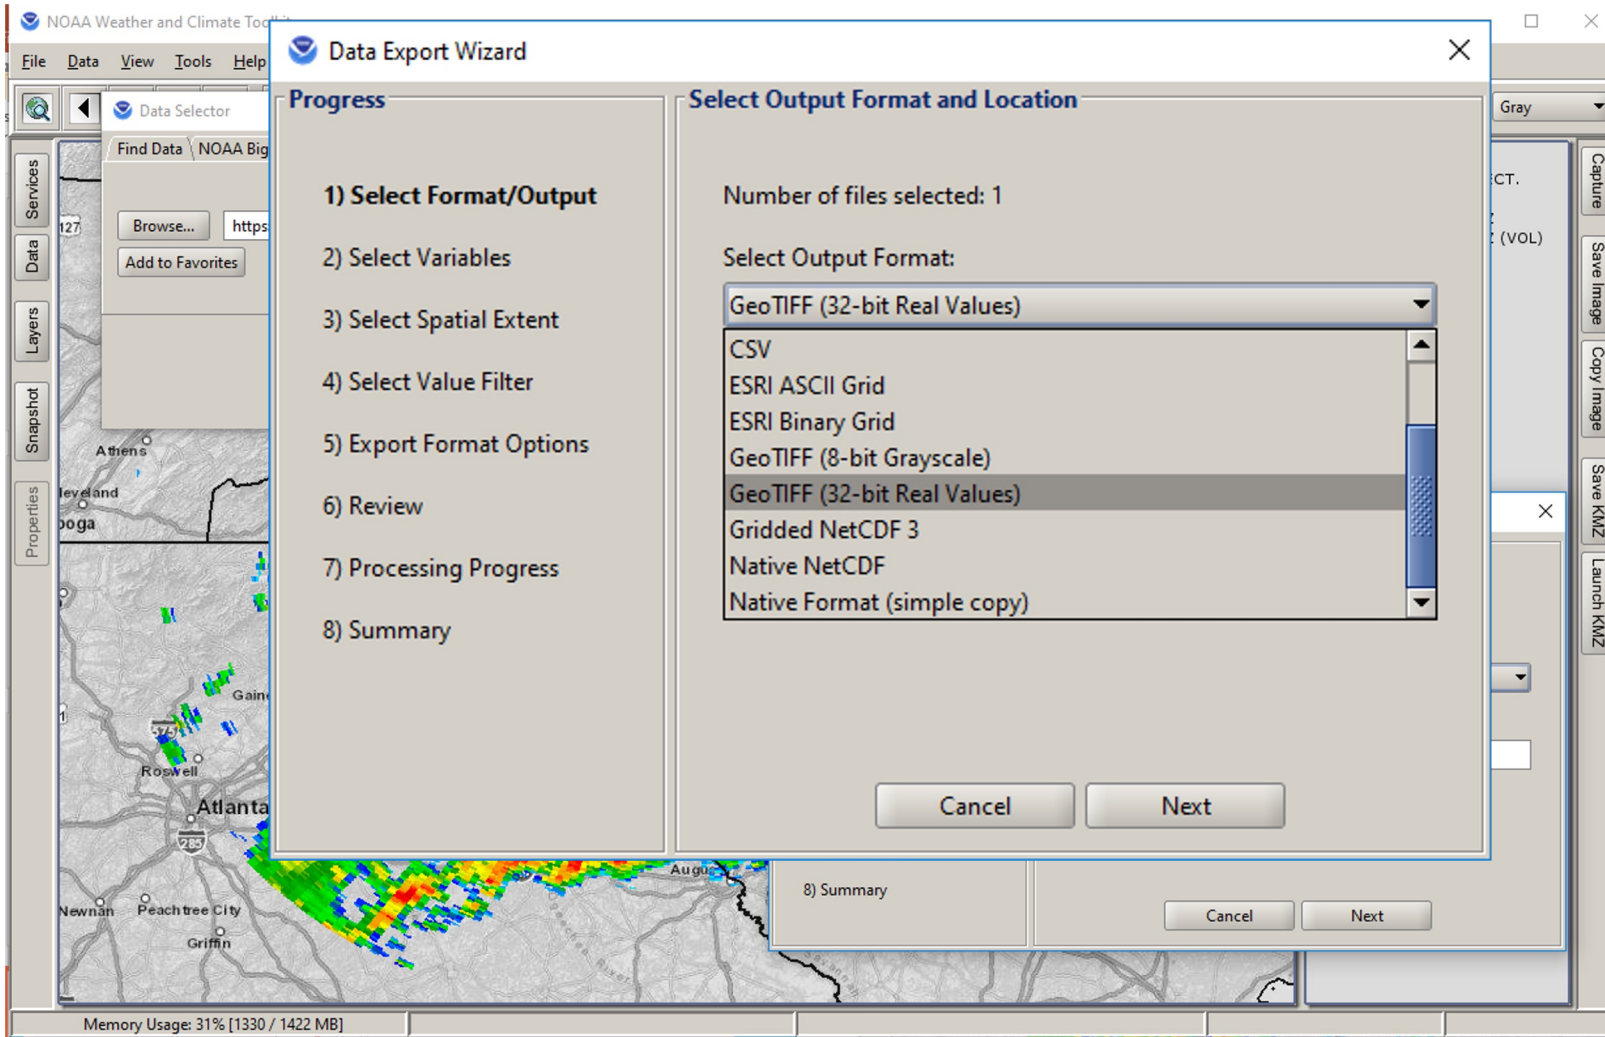 NOAA Weather and Climate
File Data View Tools Help
Data Selector
Find Data NOAA Big
Browse... https
Add to Favorites
Services
Data
Layers
Snapshot
Properties
Data Export Wizard
Progress
1) Select Format/Output
2) Select Variables
3) Select Spatial Extent
4) Select Value Filter
5) Export Format Options
6) Review
7) Processing Progress
8) Summary
Select Output Format and Location
Number of files selected: 1
Select Output Format:
GeoTIFF (32-bit Real Values)
CSV
ESRI ASCII Grid
ESRI Binary Grid
GeoTIFF (8-bit Grayscale)
GeoTIFF (32-bit Real Values)
Gridded NetCDF 3
Native NetCDF
Native Format (simple copy)
Cancel Next
Gray
ECT.
Z
Z (VOL)
Capture
Save Image
Copy Image
Save KMZ
Launch KMZ
127
Athens
leveland
ooga
Gaine
575
Roswell
Atlanta
285
Newnan
Peachtree City
Griffin
Augu
8) Summary
Cancel Next
Memory Usage: 31% [1330 / 1422 MB]